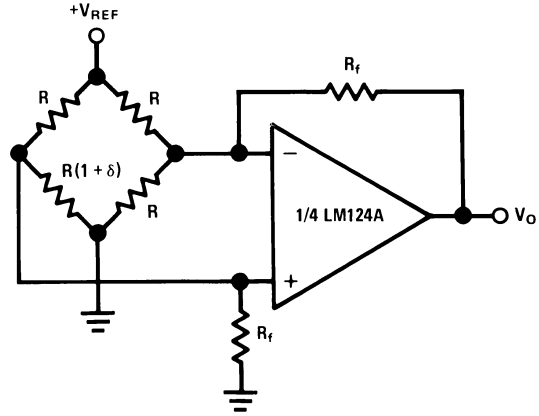 +VREF
Rf
R
R
R(1 + δ)
R
−
1/4 LM124A
VO
+
Rf